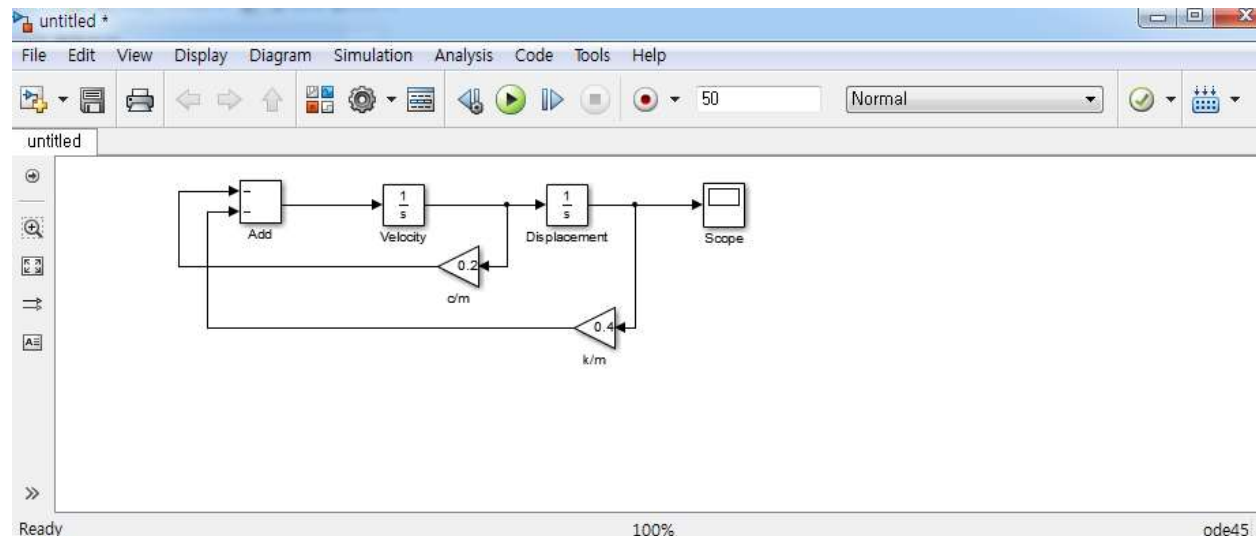 untitled *
File Edit View Display Diagram Simulation Analysis Code Tools Help
50 Normal
untitled
Add
1
s
Velocity
1
s
Displacement
Scope
0.2
c/m
0.4
k/m
Ready 100% ode45